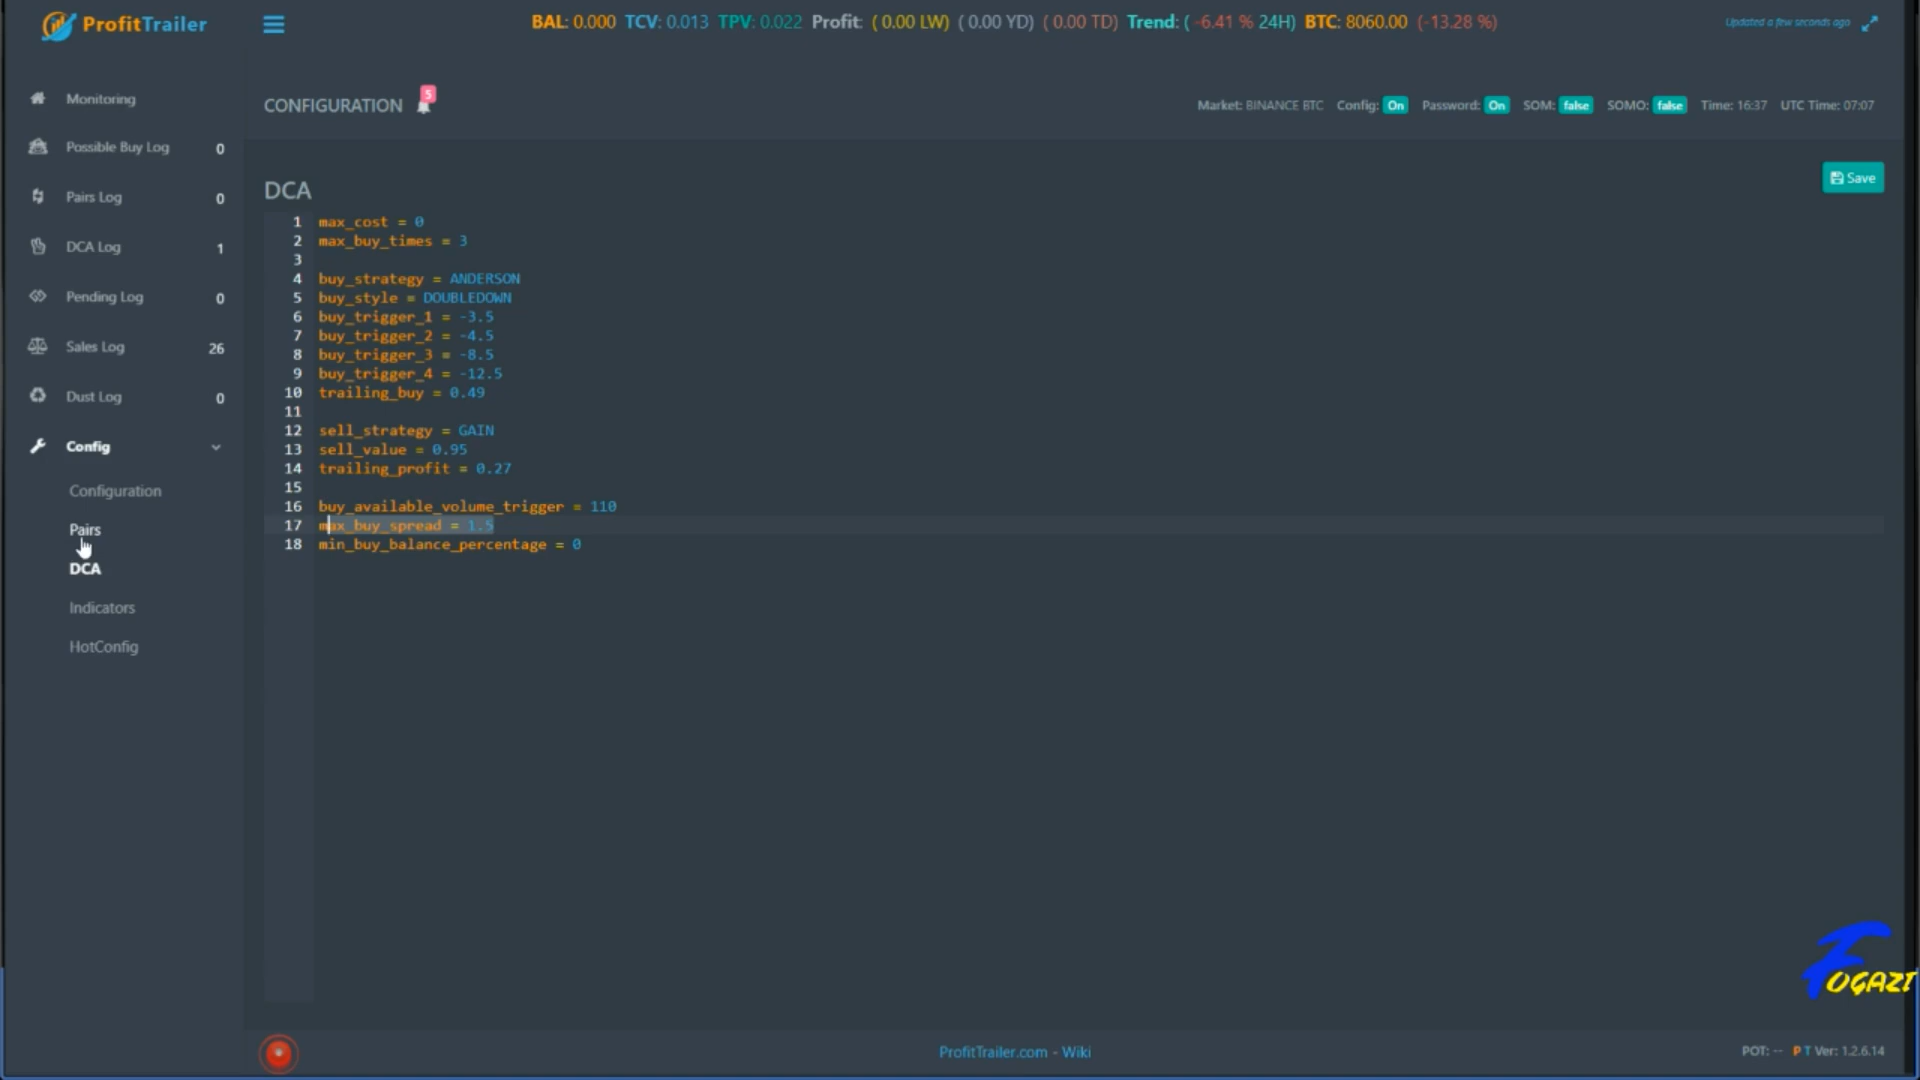 ProfitTrailer
BAL: 0.000 TCV: 0.013 TPV: 0.022 Profit: ( 0.00 LW) ( 0.00 YD) ( 0.00 TD) Trend: ( -6.41 % 24H) BTC: 8060.00 (-13.28 %)
Updated a few seconds ago
Monitoring
Possible Buy Log 0
Pairs Log 0
DCA Log 1
Pending Log 0
Sales Log 26
Dust Log 0
Config
Configuration
Pairs
DCA
Indicators
HotConfig
CONFIGURATION 5
Market: BINANCE BTC Config: On Password: On SOM: false SOMO: false Time: 16:37 UTC Time: 07:07
DCA
Save
1 max_cost = 0
2 max_buy_times = 3
3
4 buy_strategy = ANDERSON
5 buy_style = DOUBLEDOWN
6 buy_trigger_1 = -3.5
7 buy_trigger_2 = -4.5
8 buy_trigger_3 = -8.5
9 buy_trigger_4 = -12.5
10 trailing_buy = 0.49
11
12 sell_strategy = GAIN
13 sell_value = 0.95
14 trailing_profit = 0.27
15
16 buy_available_volume_trigger = 110
17 max_buy_spread = 1.5
18 min_buy_balance_percentage = 0
FOGAZI
ProfitTrailer.com - Wiki
POT: -- PT Ver: 1.2.6.14